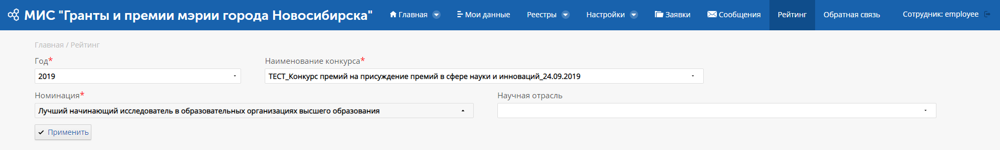 МИС "Гранты и премии мэрии города Новосибирска" Главная Мои данные Реестры Настройки Заявки Сообщения Рейтинг Обратная связь Сотрудник: employee
Главная / Рейтинг
Год* Наименование конкурса*
2019 ТЕСТ_Конкурс премий на присуждение премий в сфере науки и инноваций_24.09.2019
Номинация* Научная отрасль
Лучший начинающий исследователь в образовательных организациях высшего образования
Применить